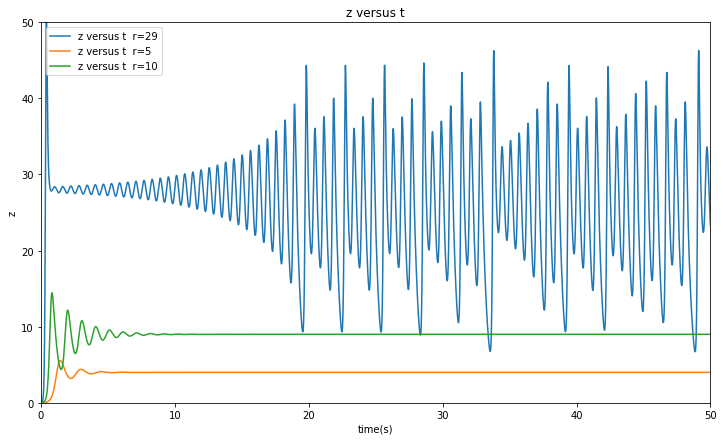 z versus t
z versus t  r=29
z versus t  r=5
z versus t  r=10
50
40
30
20
10
0
z
0 10 20 30 40 50
time(s)